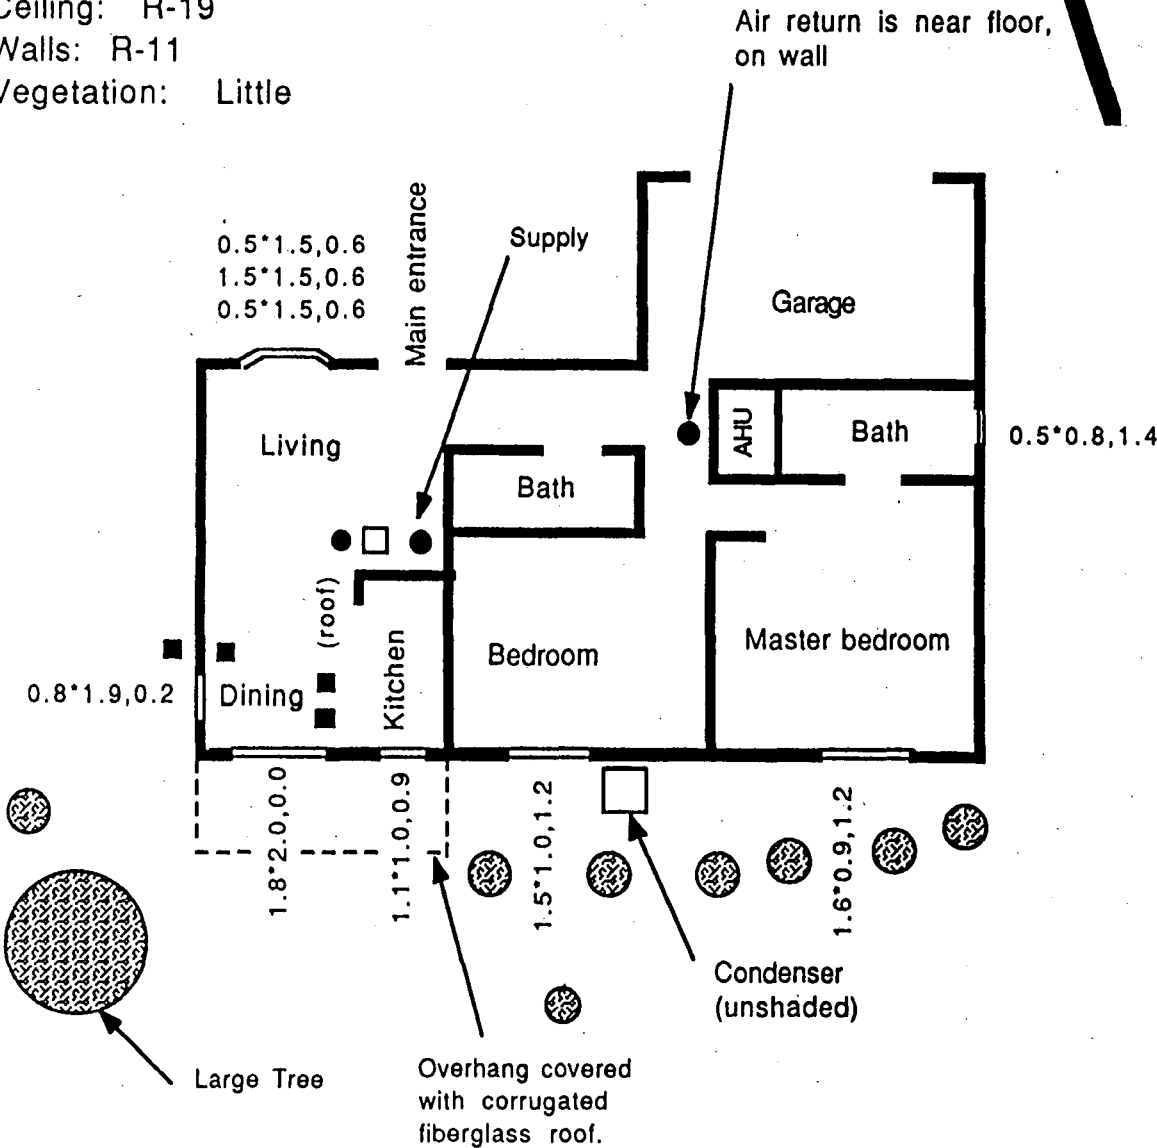 Ceiling: R-19
Walls: R-11
Vegetation: Little
Air return is near floor,
on wall
0.5*1.5,0.6
1.5*1.5,0.6
0.5*1.5,0.6
Main entrance
Supply
Garage
Living
AHU
Bath
0.5*0.8,1.4
Bath
(roof)
Kitchen
Bedroom
Master bedroom
0.8*1.9,0.2
Dining
1.8*2.0,0.0
1.1*1.0,0.9
1.5*1.0,1.2
1.6*0.9,1.2
Condenser
(unshaded)
Large Tree
Overhang covered
with corrugated
fiberglass roof.